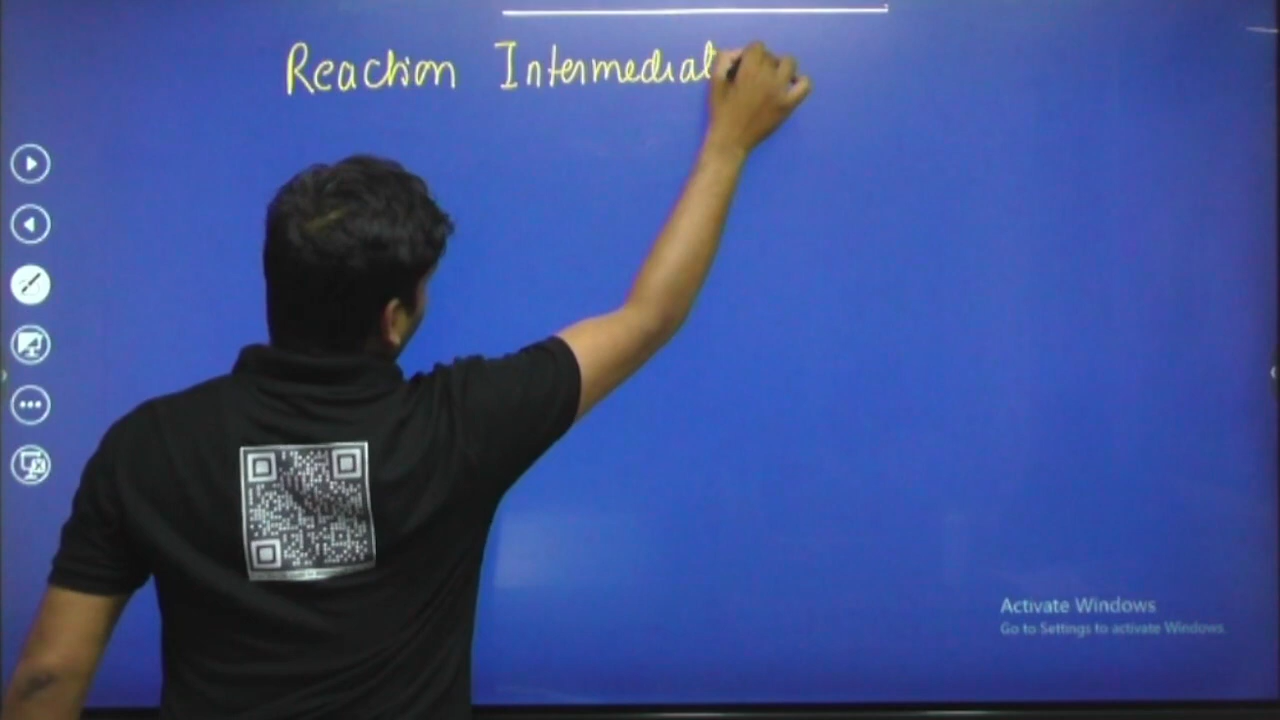 Reaction Intermediat
Activate Windows
Go to Settings to activate Windows.